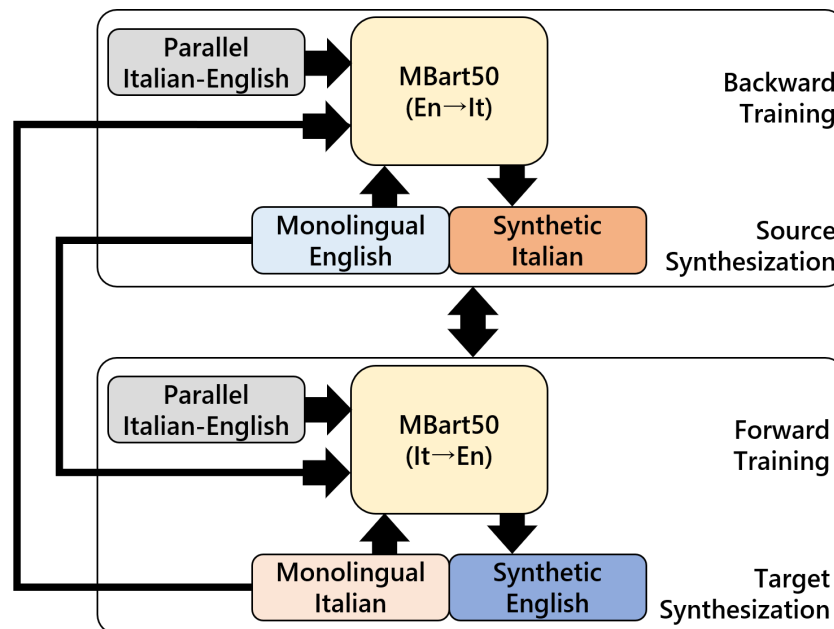 Parallel
Italian-English
MBart50
(En→It)
Backward
Training
Monolingual
English
Synthetic
Italian
Source
Synthesization
Parallel
Italian-English
MBart50
(It→En)
Forward
Training
Monolingual
Italian
Synthetic
English
Target
Synthesization